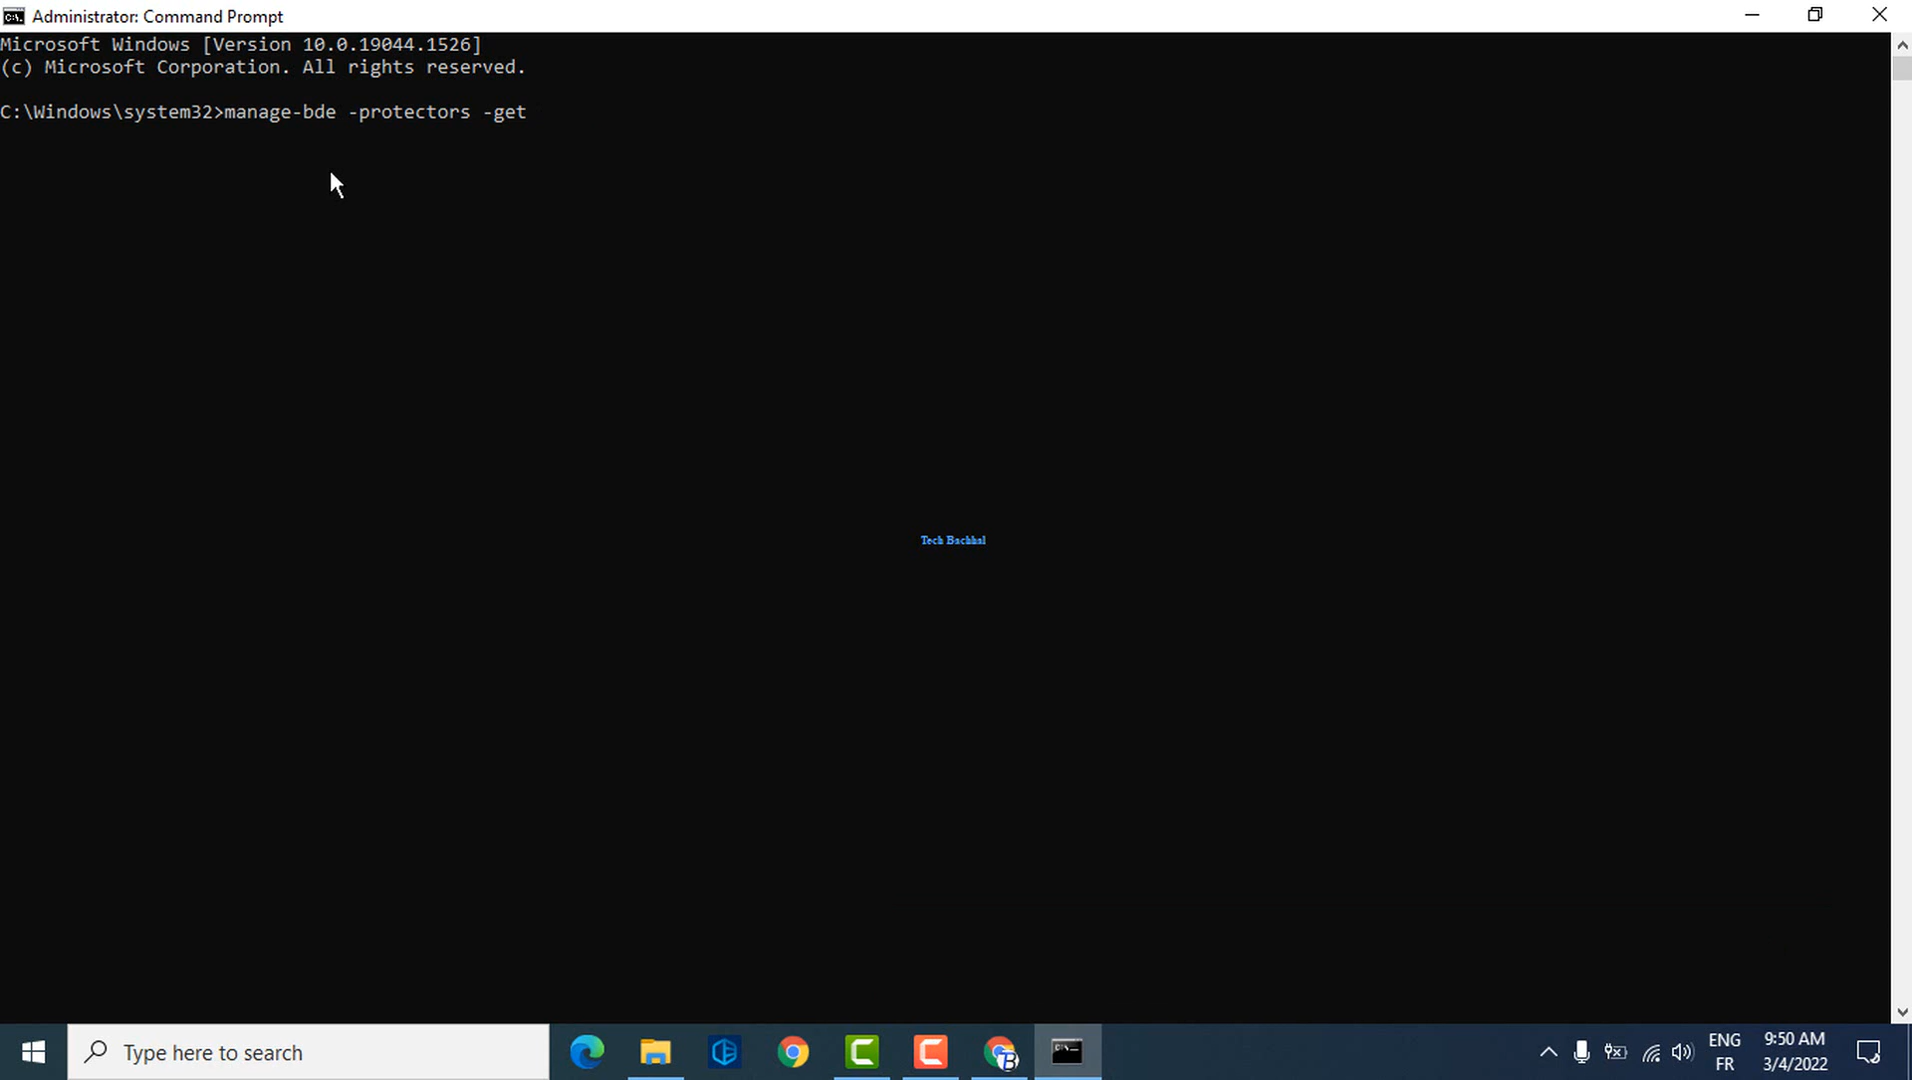 Administrator: Command Prompt
Microsoft Windows [Version 10.0.19044.1526]
(c) Microsoft Corporation. All rights reserved.
C:\Windows\system32>manage-bde -protectors -get
Tech Bachhal
Type here to search
ENG
FR
9:50 AM
3/4/2022